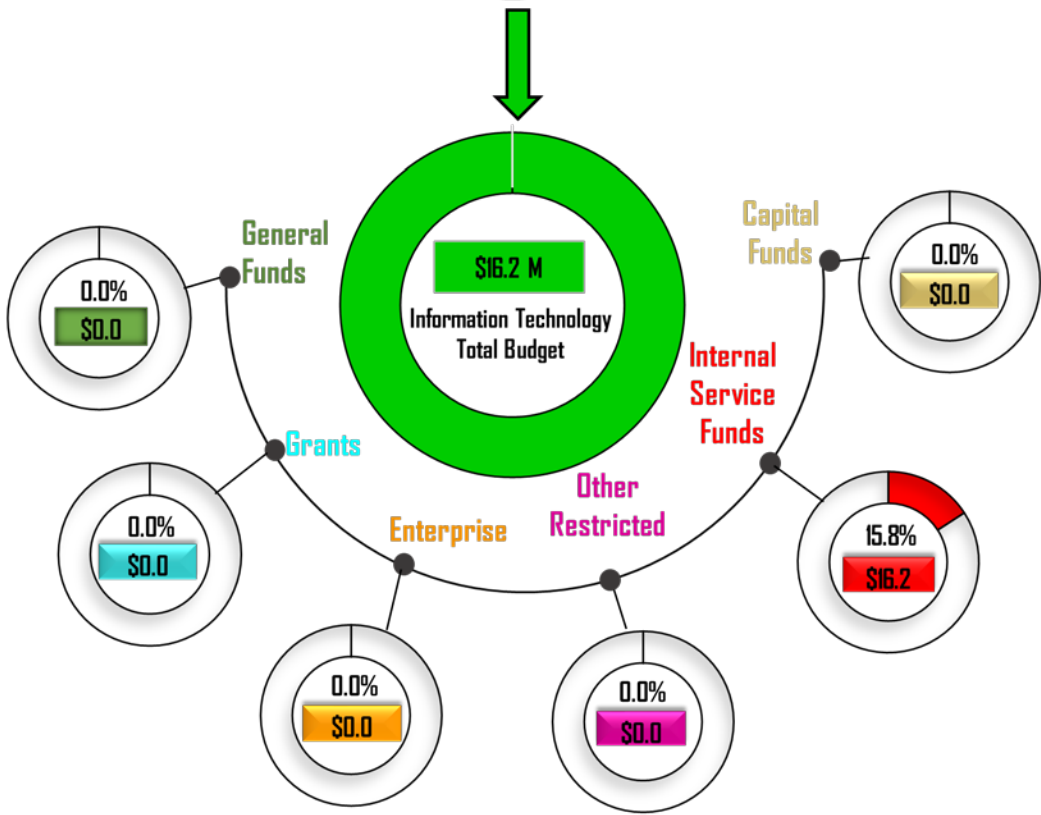 $16.2 M
Information Technology
Total Budget
General
Funds
0.0%
$0.0
Grants
0.0%
$0.0
Enterprise
0.0%
$0.0
Other
Restricted
0.0%
$0.0
Internal
Service
Funds
15.8%
$16.2
Capital
Funds
0.0%
$0.0